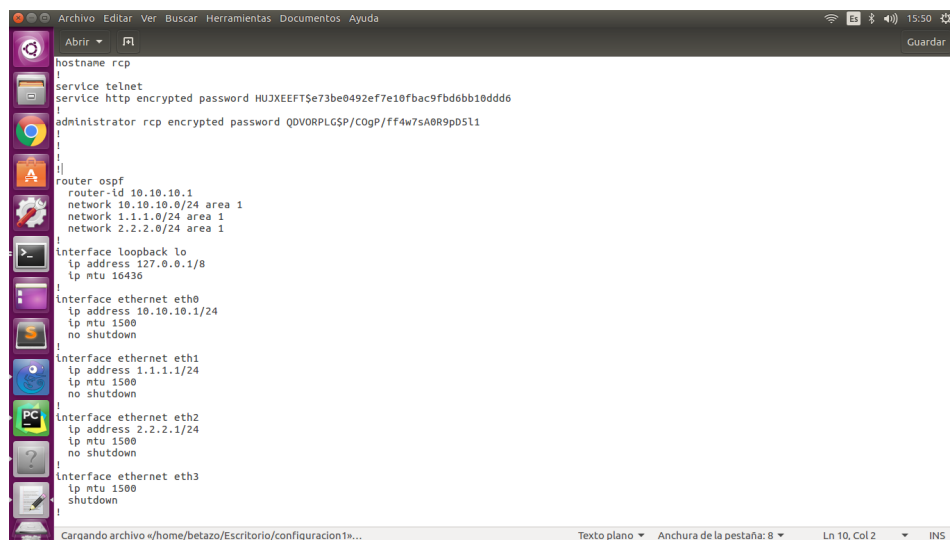 Archivo Editar Ver Buscar Herramientas Documentos Ayuda
Es
15:50
Abrir
Guardar
hostname rcp
!
service telnet
service http encrypted password HUJXEEFT$e73be0492ef7e10fbac9fbd6bb10ddd6
!
administrator rcp encrypted password QDVORPLG$P/COgP/ff4w7sA0R9pD5l1
!
!
!
!
router ospf
router-id 10.10.10.1
network 10.10.10.0/24 area 1
network 1.1.1.0/24 area 1
network 2.2.2.0/24 area 1
!
interface loopback lo
ip address 127.0.0.1/8
ip mtu 16436
!
interface ethernet eth0
ip address 10.10.10.1/24
ip mtu 1500
no shutdown
!
interface ethernet eth1
ip address 1.1.1.1/24
ip mtu 1500
no shutdown
!
interface ethernet eth2
ip address 2.2.2.1/24
ip mtu 1500
no shutdown
!
interface ethernet eth3
ip mtu 1500
shutdown
!
A
>_
S
PC
?
Cargando archivo «/home/betazo/Escritorio/configuracion1»...
Texto plano
Anchura de la pestaña: 8
Ln 10, Col 2
INS